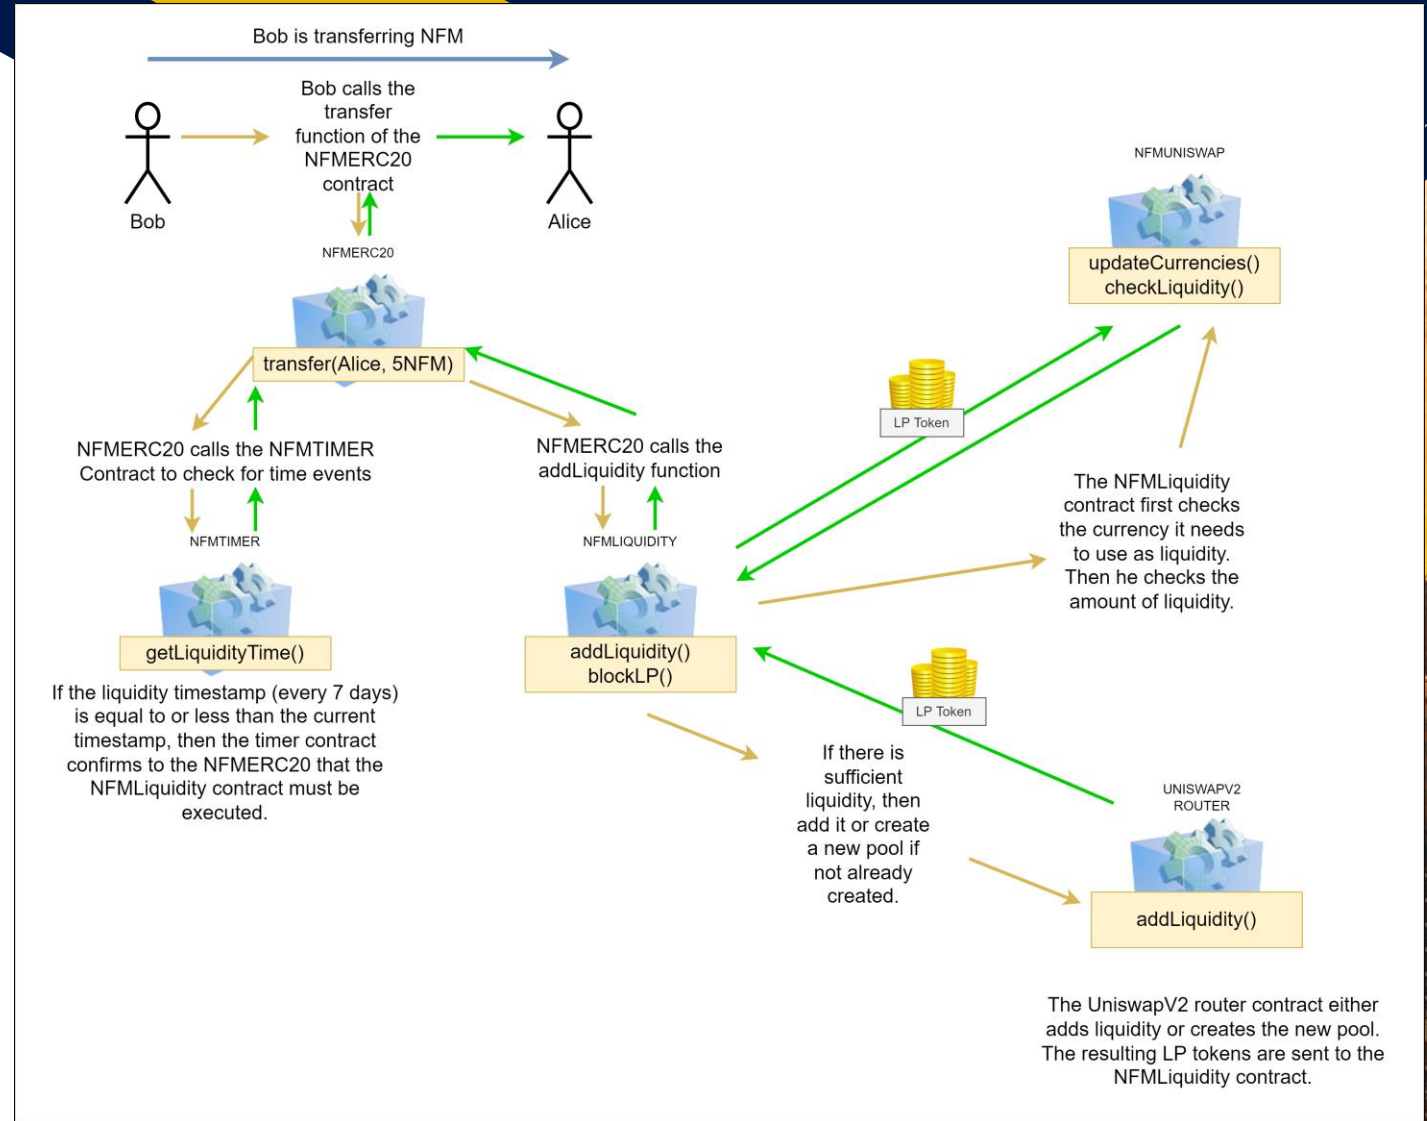 Bob is transferring NFM
Bob calls the
transfer
function of the
NFMERC20
contract
Bob
Alice
NFMERC20
transfer(Alice, 5NFM)
NFMERC20 calls the NFMTIMER
Contract to check for time events
NFMTIMER
getLiquidityTime()
If the liquidity timestamp (every 7 days)
is equal to or less than the current
timestamp, then the timer contract
confirms to the NFMERC20 that the
NFMLiquidity contract must be
executed.
NFMERC20 calls the
addLiquidity function
NFMLIQUIDITY
addLiquidity()
blockLP()
NFMUNISWAP
updateCurrencies()
checkLiquidity()
LP Token
The NFMLiquidity
contract first checks
the currency it needs
to use as liquidity.
Then he checks the
amount of liquidity.
LP Token
If there is
sufficient
liquidity, then
add it or create
a new pool if
not already
created.
UNISWAPV2
ROUTER
addLiquidity()
The UniswapV2 router contract either
adds liquidity or creates the new pool.
The resulting LP tokens are sent to the
NFMLiquidity contract.